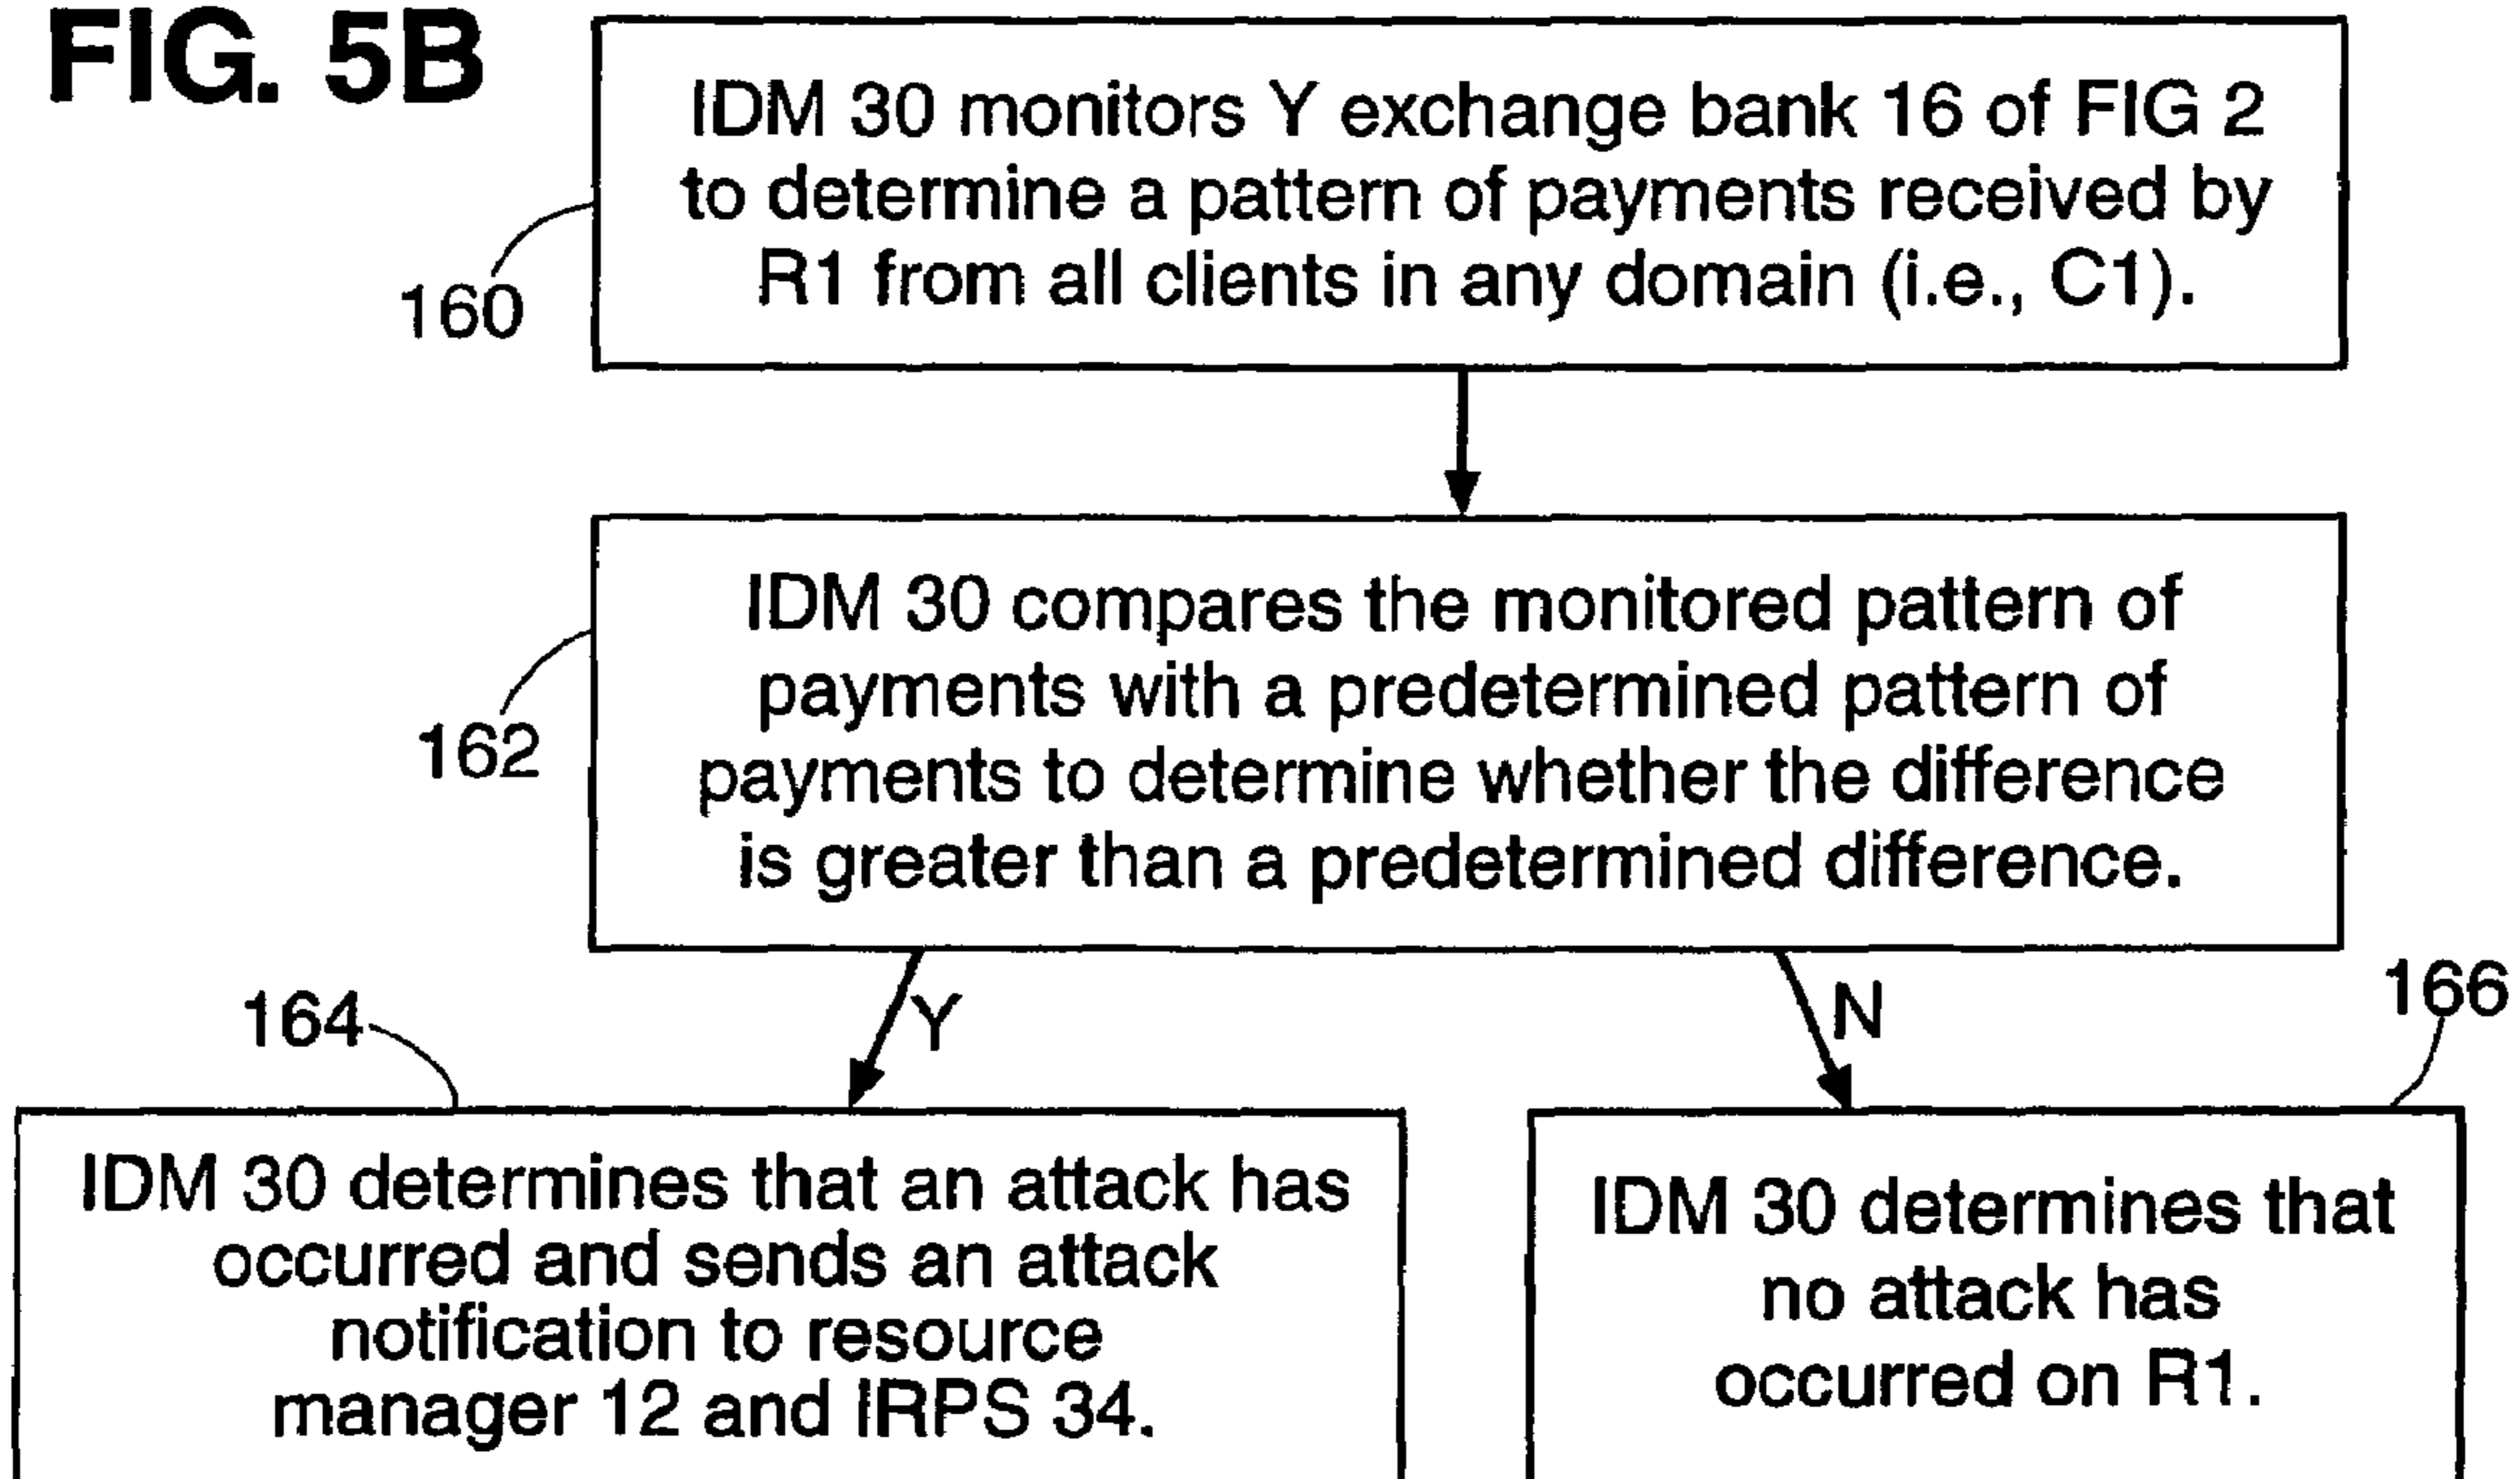 FIG. 5B
IDM 30 monitors Y exchange bank 16 of FIG 2
to determine a pattern of payments received by
R1 from all clients in any domain (i.e., C1).
160
IDM 30 compares the monitored pattern of
payments with a predetermined pattern of
payments to determine whether the difference
is greater than a predetermined difference.
162
Y
N
164
166
IDM 30 determines that an attack has
occurred and sends an attack
notification to resource
manager 12 and IRPS 34.
IDM 30 determines that
no attack has
occurred on R1.